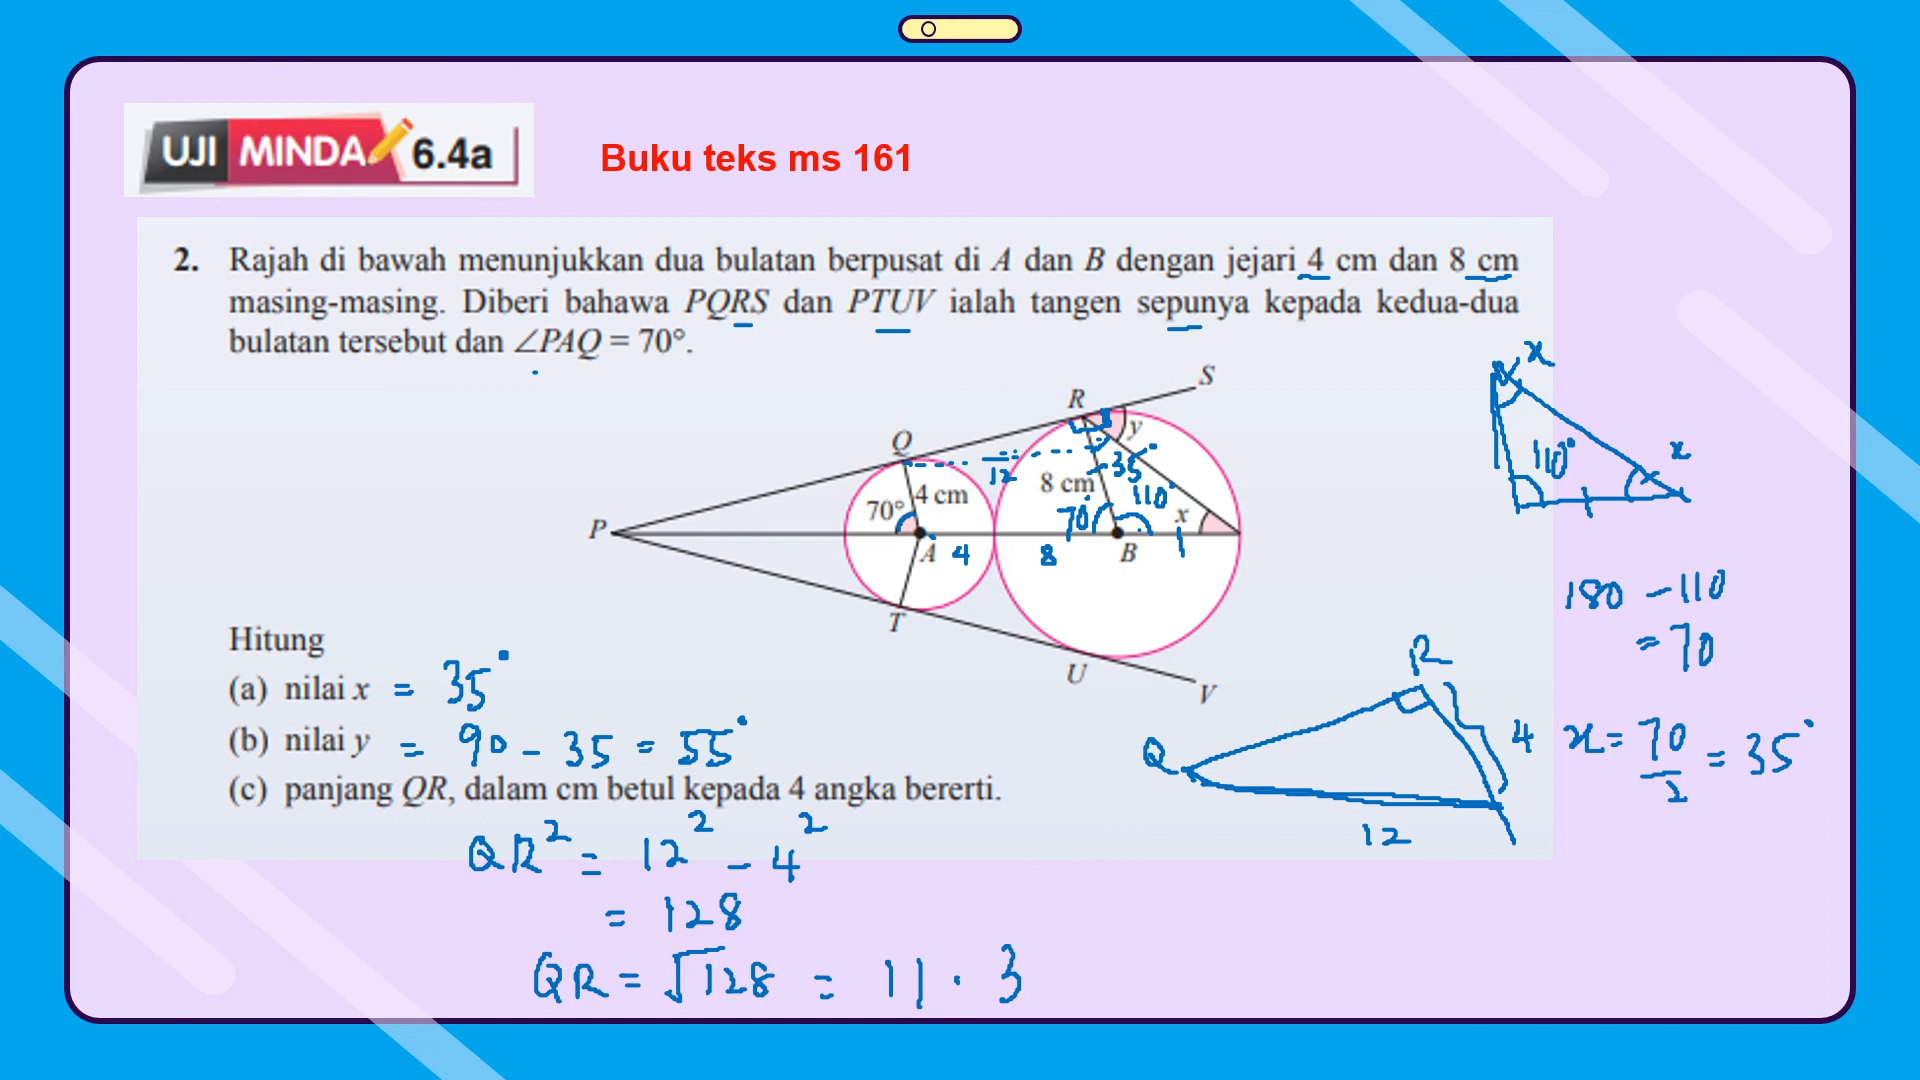 UJI MINDA 6.4a
Buku teks ms 161
2. Rajah di bawah menunjukkan dua bulatan berpusat di A dan B dengan jejari 4 cm dan 8 cm
masing-masing. Diberi bahawa PQRS dan PTUV ialah tangen sepunya kepada kedua-dua
bulatan tersebut dan ∠PAQ = 70°.
S
R
y
Q
12
35°
4 cm
8 cm
110°
70°
70°
x
P
A
4
8
B
T
U
V
x
110°
x
180 - 110
= 70
x = 70/2 = 35°
R
Q
4
12
Hitung
(a) nilai x = 35°
(b) nilai y = 90 - 35 = 55°
(c) panjang QR, dalam cm betul kepada 4 angka bererti.
QR² = 12² - 4²
= 128
QR = √128 = 11.3